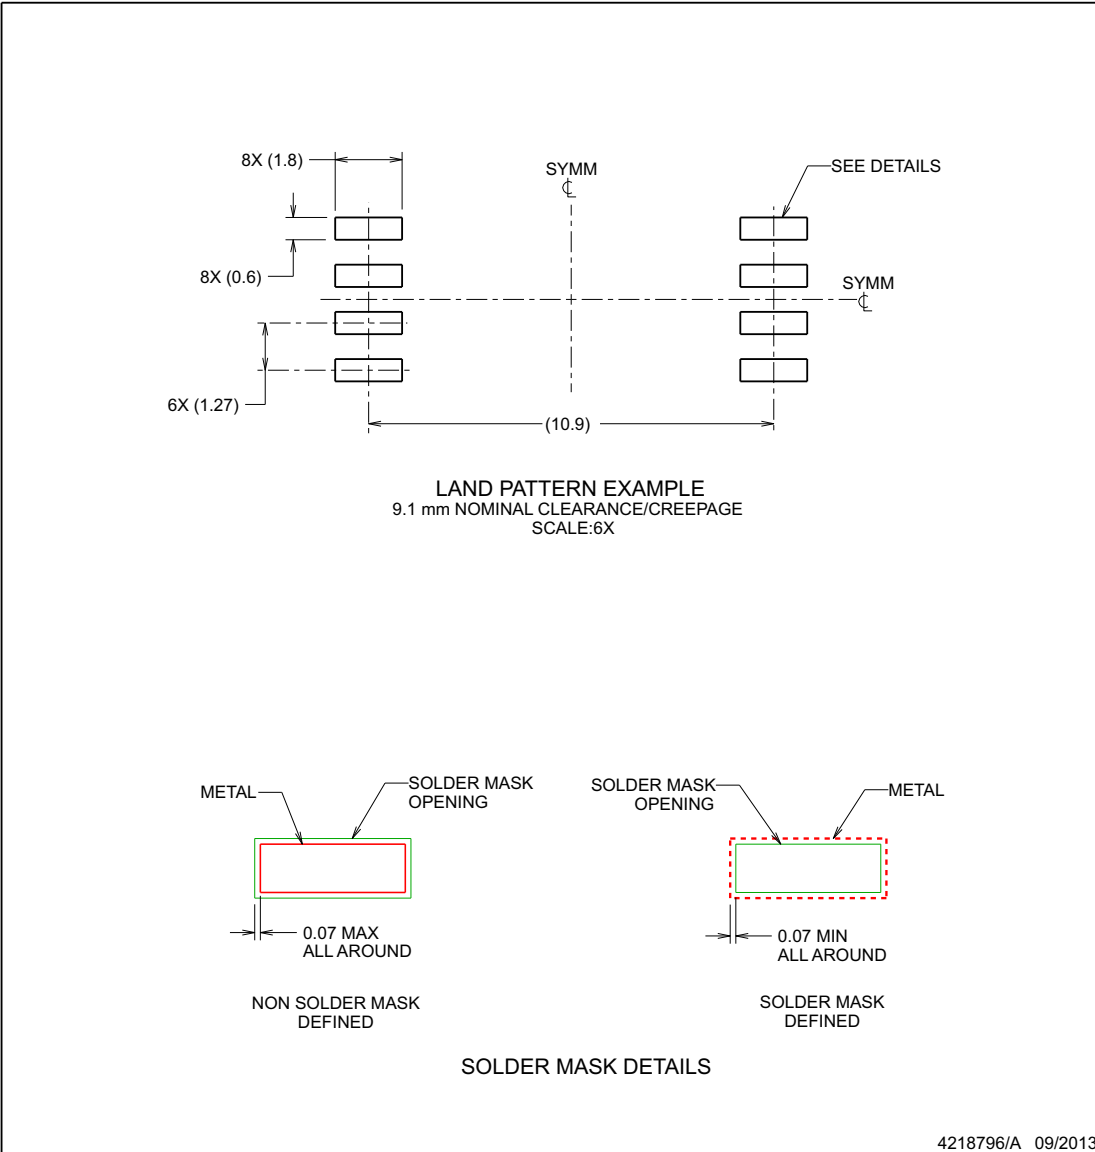 8X (1.8)
SYMM
SEE DETAILS
8X (0.6)
SYMM
6X (1.27)
(10.9)
LAND PATTERN EXAMPLE
9.1 mm NOMINAL CLEARANCE/CREEPAGE
SCALE:6X
METAL
SOLDER MASK
OPENING
SOLDER MASK
OPENING
METAL
0.07 MAX
ALL AROUND
0.07 MIN
ALL AROUND
NON SOLDER MASK
DEFINED
SOLDER MASK
DEFINED
SOLDER MASK DETAILS
4218796/A 09/2013